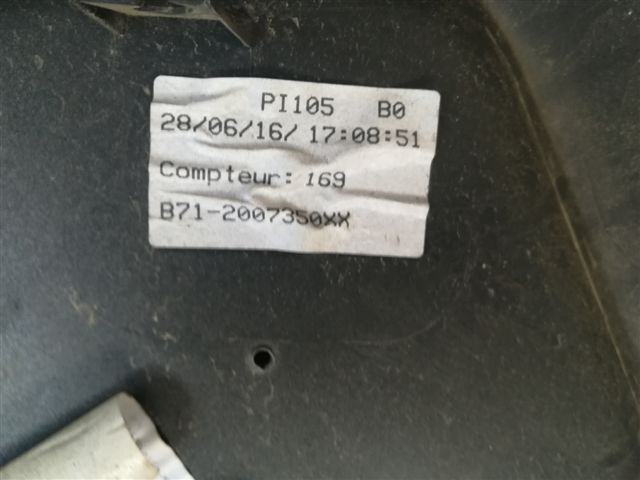 PI105 B0
28/06/16/ 17:08:51
Compteur: 169
B71-2007350XX